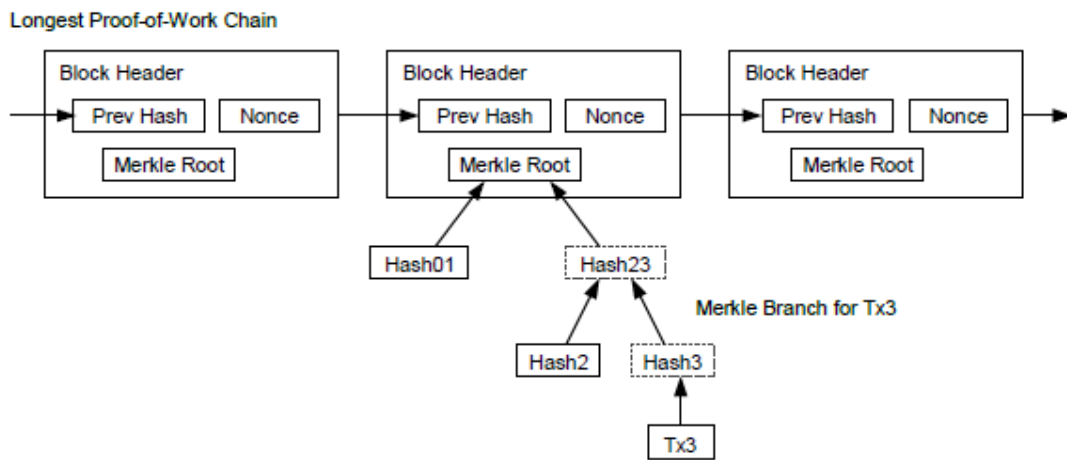 Longest Proof-of-Work Chain
Block Header Block Header Block Header
Prev Hash Nonce Prev Hash Nonce Prev Hash Nonce
Merkle Root Merkle Root Merkle Root
Hash01 Hash23
Merkle Branch for Tx3
Hash2 Hash3
Tx3